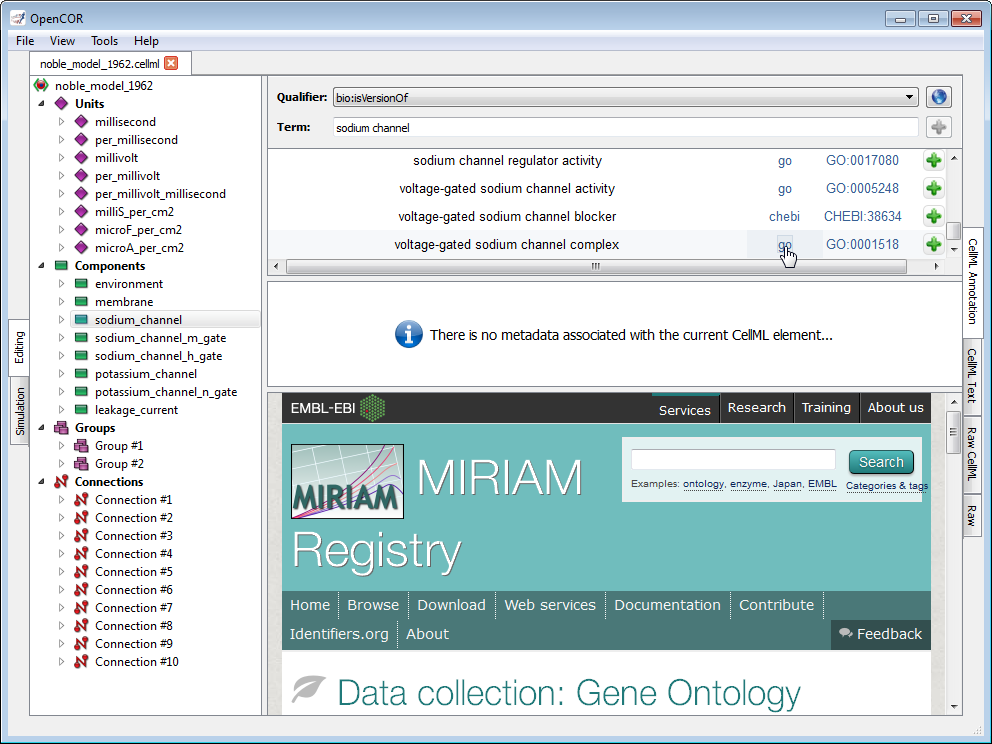 OpenCOR
File View Tools Help
noble_model_1962.cellml
noble_model_1962
Units
millisecond
per_millisecond
millivolt
per_millivolt
per_millivolt_millisecond
milliS_per_cm2
microF_per_cm2
microA_per_cm2
Components
environment
membrane
sodium_channel
sodium_channel_m_gate
sodium_channel_h_gate
potassium_channel
potassium_channel_n_gate
leakage_current
Groups
Group #1
Group #2
Connections
Connection #1
Connection #2
Connection #3
Connection #4
Connection #5
Connection #6
Connection #7
Connection #8
Connection #9
Connection #10
Editing
Simulation
Qualifier: bio:isVersionOf
Term: sodium channel
sodium channel regulator activity go GO:0017080
voltage-gated sodium channel activity go GO:0005248
voltage-gated sodium channel blocker chebi CHEBI:38634
voltage-gated sodium channel complex go GO:0001518
There is no metadata associated with the current CellML element...
EMBL-EBI Services Research Training About us
MIRIAM
MIRIAM
Registry
Search
Examples: ontology, enzyme, Japan, EMBL Categories & tags
Home Browse Download Web services Documentation Contribute
Identifiers.org About Feedback
Data collection: Gene Ontology
CellML Annotation
CellML Text
Raw CellML
Raw